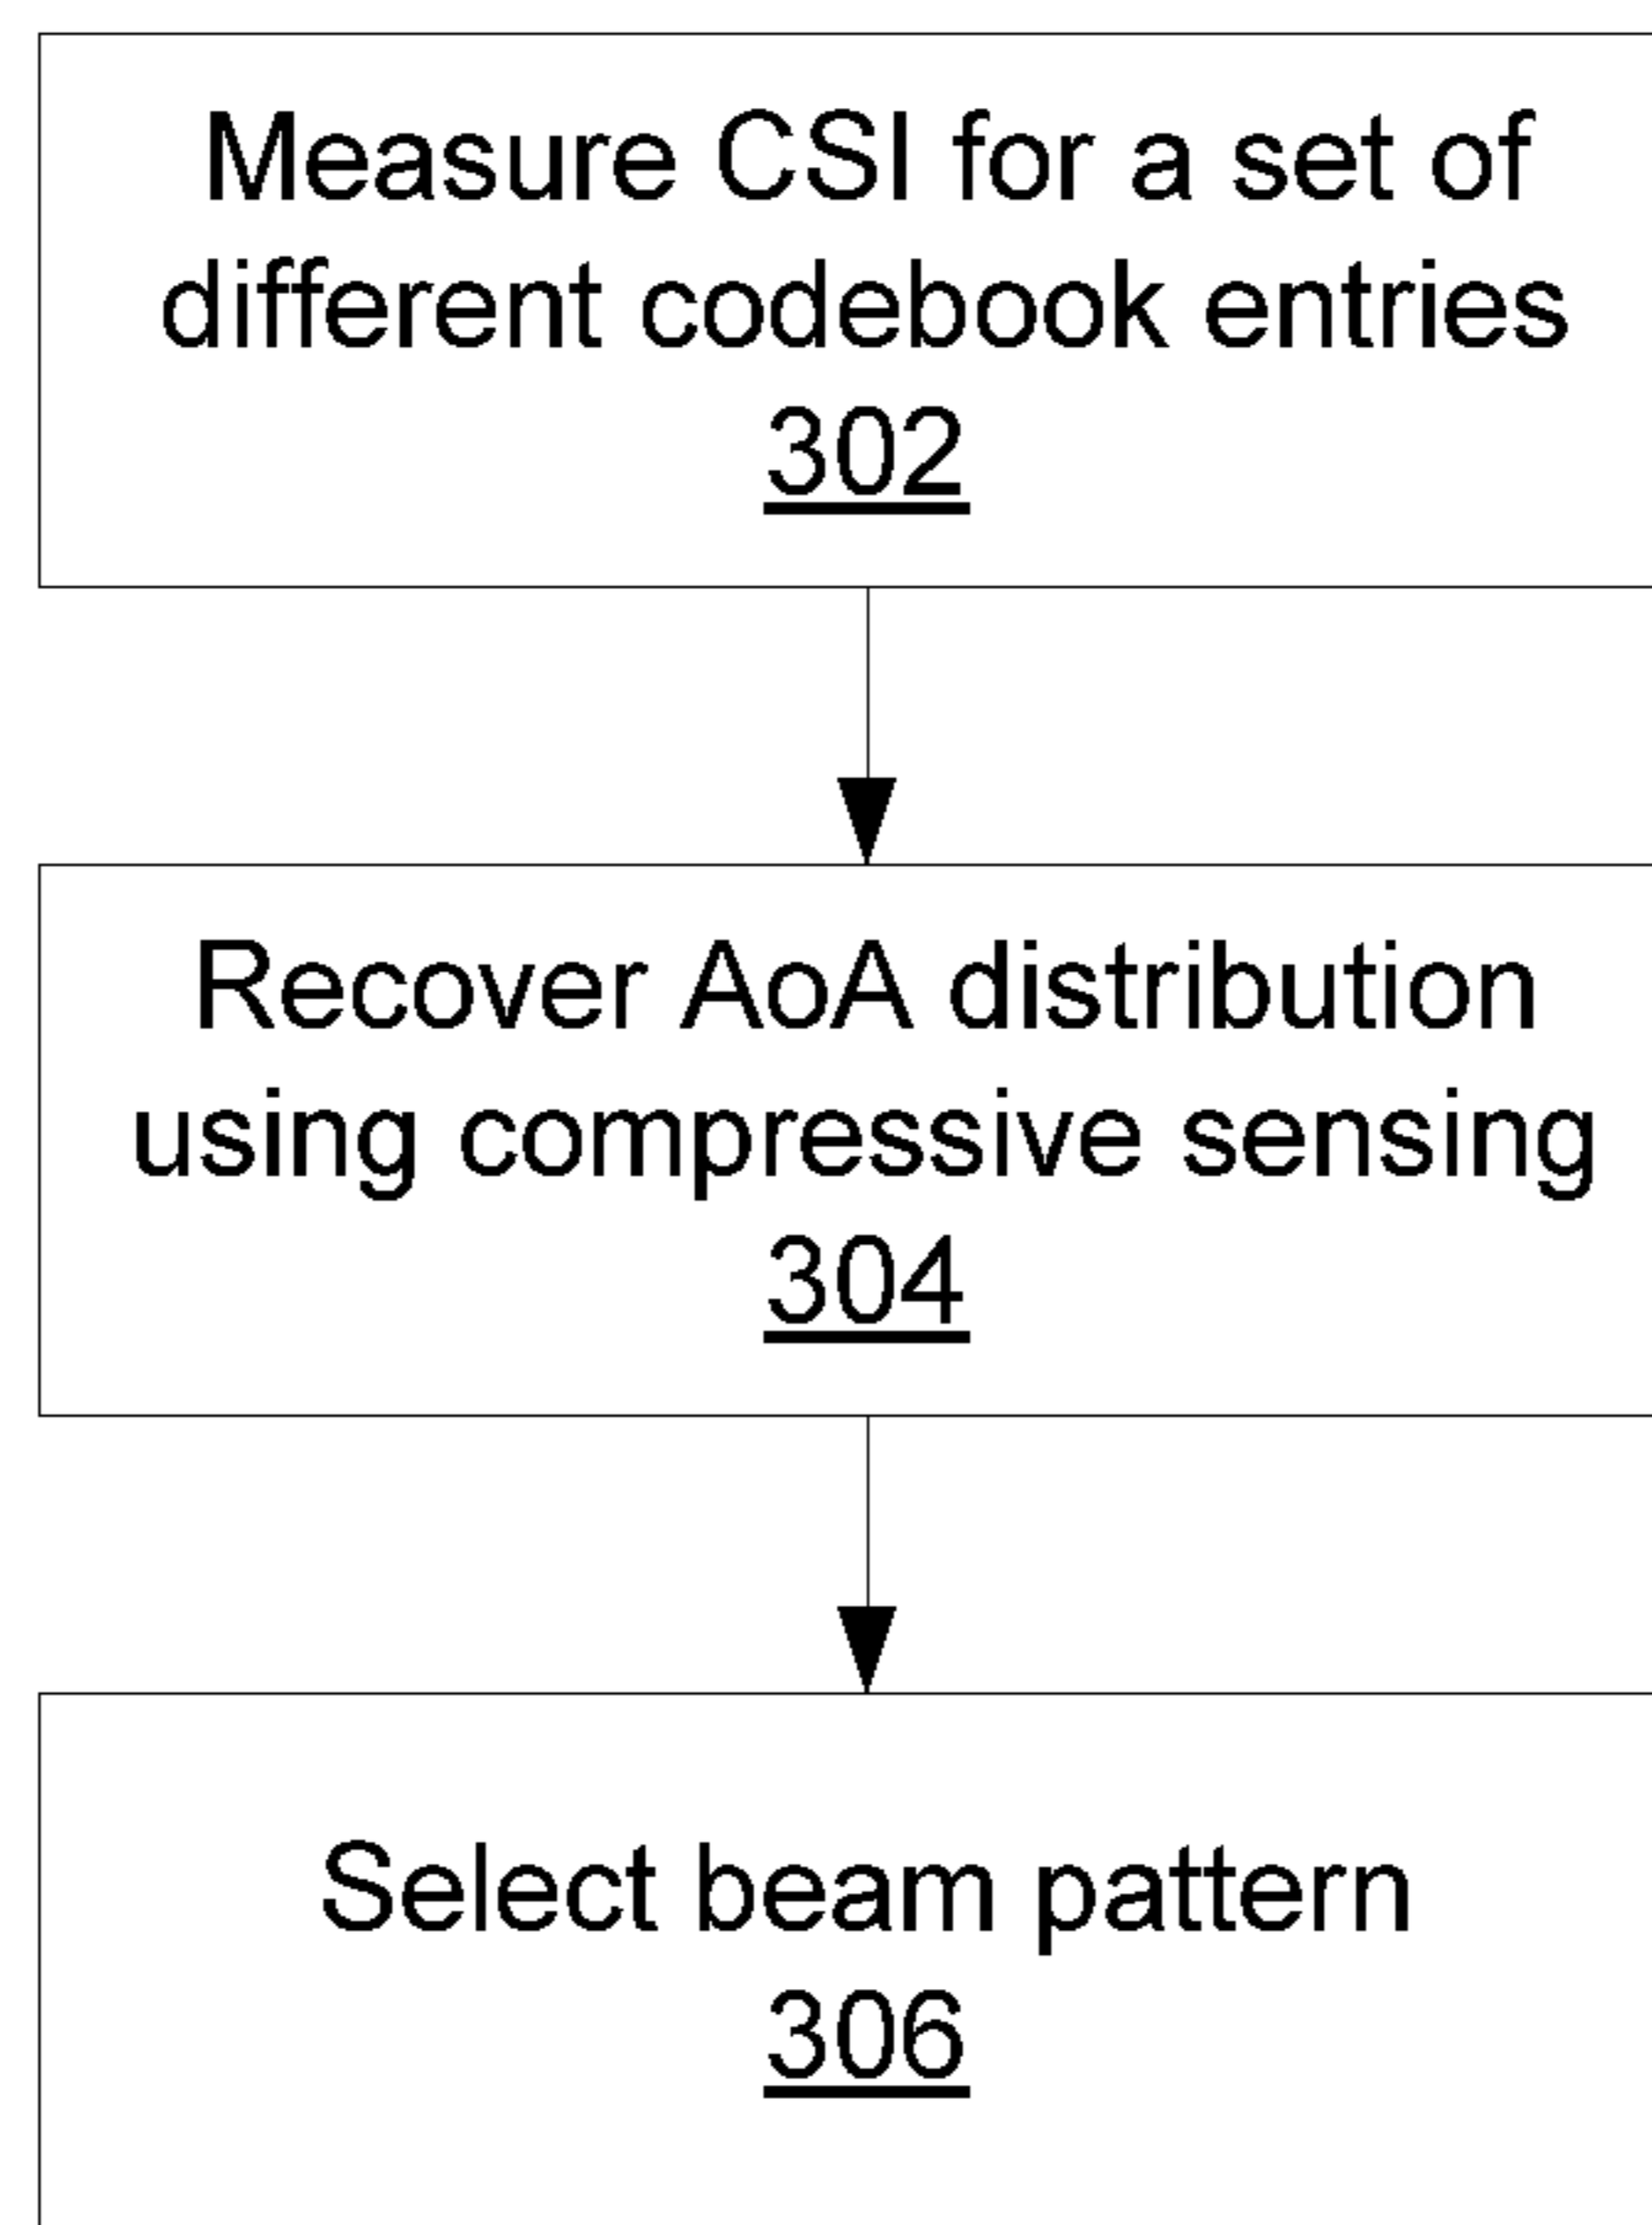 Measure CSI for a set of
different codebook entries
302
Recover AoA distribution
using compressive sensing
304
Select beam pattern
306